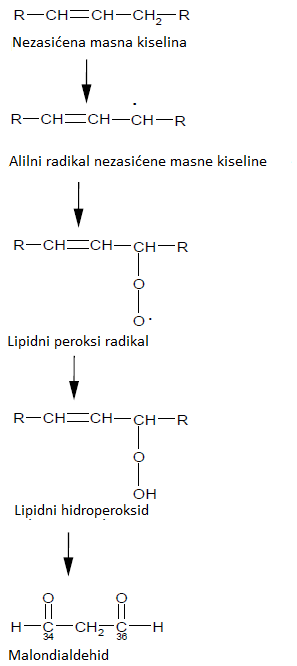 R—CH=CH—CH2—R
Nezasićena masna kiselina
R—CH=CH—CH—R
Alilni radikal nezasićene masne kiseline
R—CH=CH—CH—R
O
O·
Lipidni peroksi radikal
R—CH=CH—CH—R
O
OH
Lipidni hidroperoksid
O O
H—C—CH2—C—H
34 36
Malondialdehid